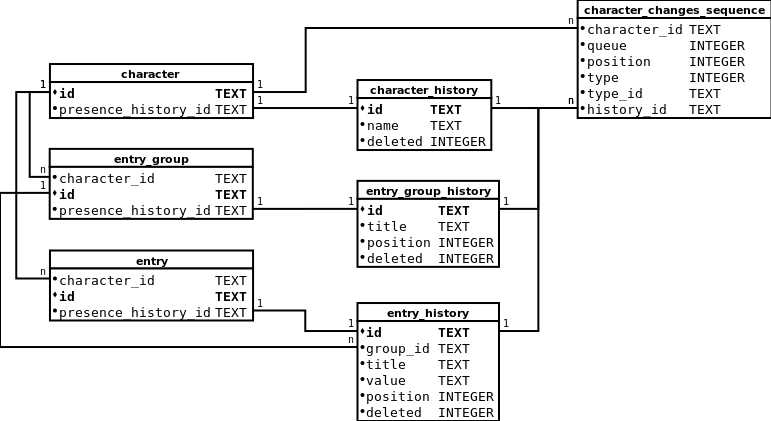 character_changes_sequence
character_id TEXT
queue INTEGER
position INTEGER
type INTEGER
type_id TEXT
history_id TEXT
n
n
character
id TEXT
presence_history_id TEXT
1
1
1
character_history
id TEXT
name TEXT
deleted INTEGER
1
1
entry_group
character_id TEXT
id TEXT
presence_history_id TEXT
n
1
1
entry_group_history
id TEXT
title TEXT
position INTEGER
deleted INTEGER
1
1
entry
character_id TEXT
id TEXT
presence_history_id TEXT
n
1
entry_history
id TEXT
group_id TEXT
title TEXT
value TEXT
position INTEGER
deleted INTEGER
1
n
1